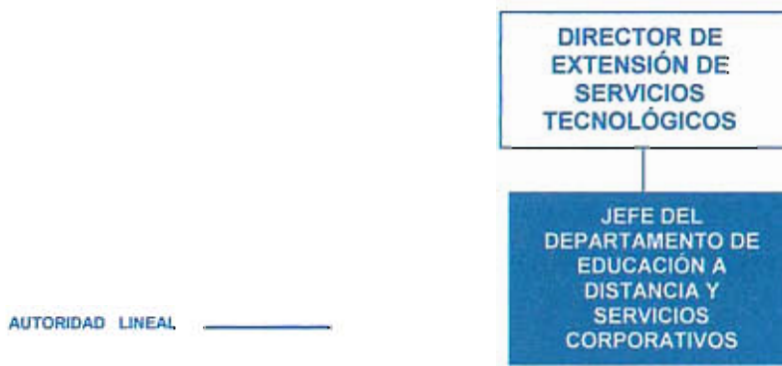 DIRECTOR DE
EXTENSIÓN DE
SERVICIOS
TECNOLÓGICOS
JEFE DEL
DEPARTAMENTO DE
EDUCACIÓN A
DISTANCIA Y
SERVICIOS
CORPORATIVOS
AUTORIDAD LINEAL